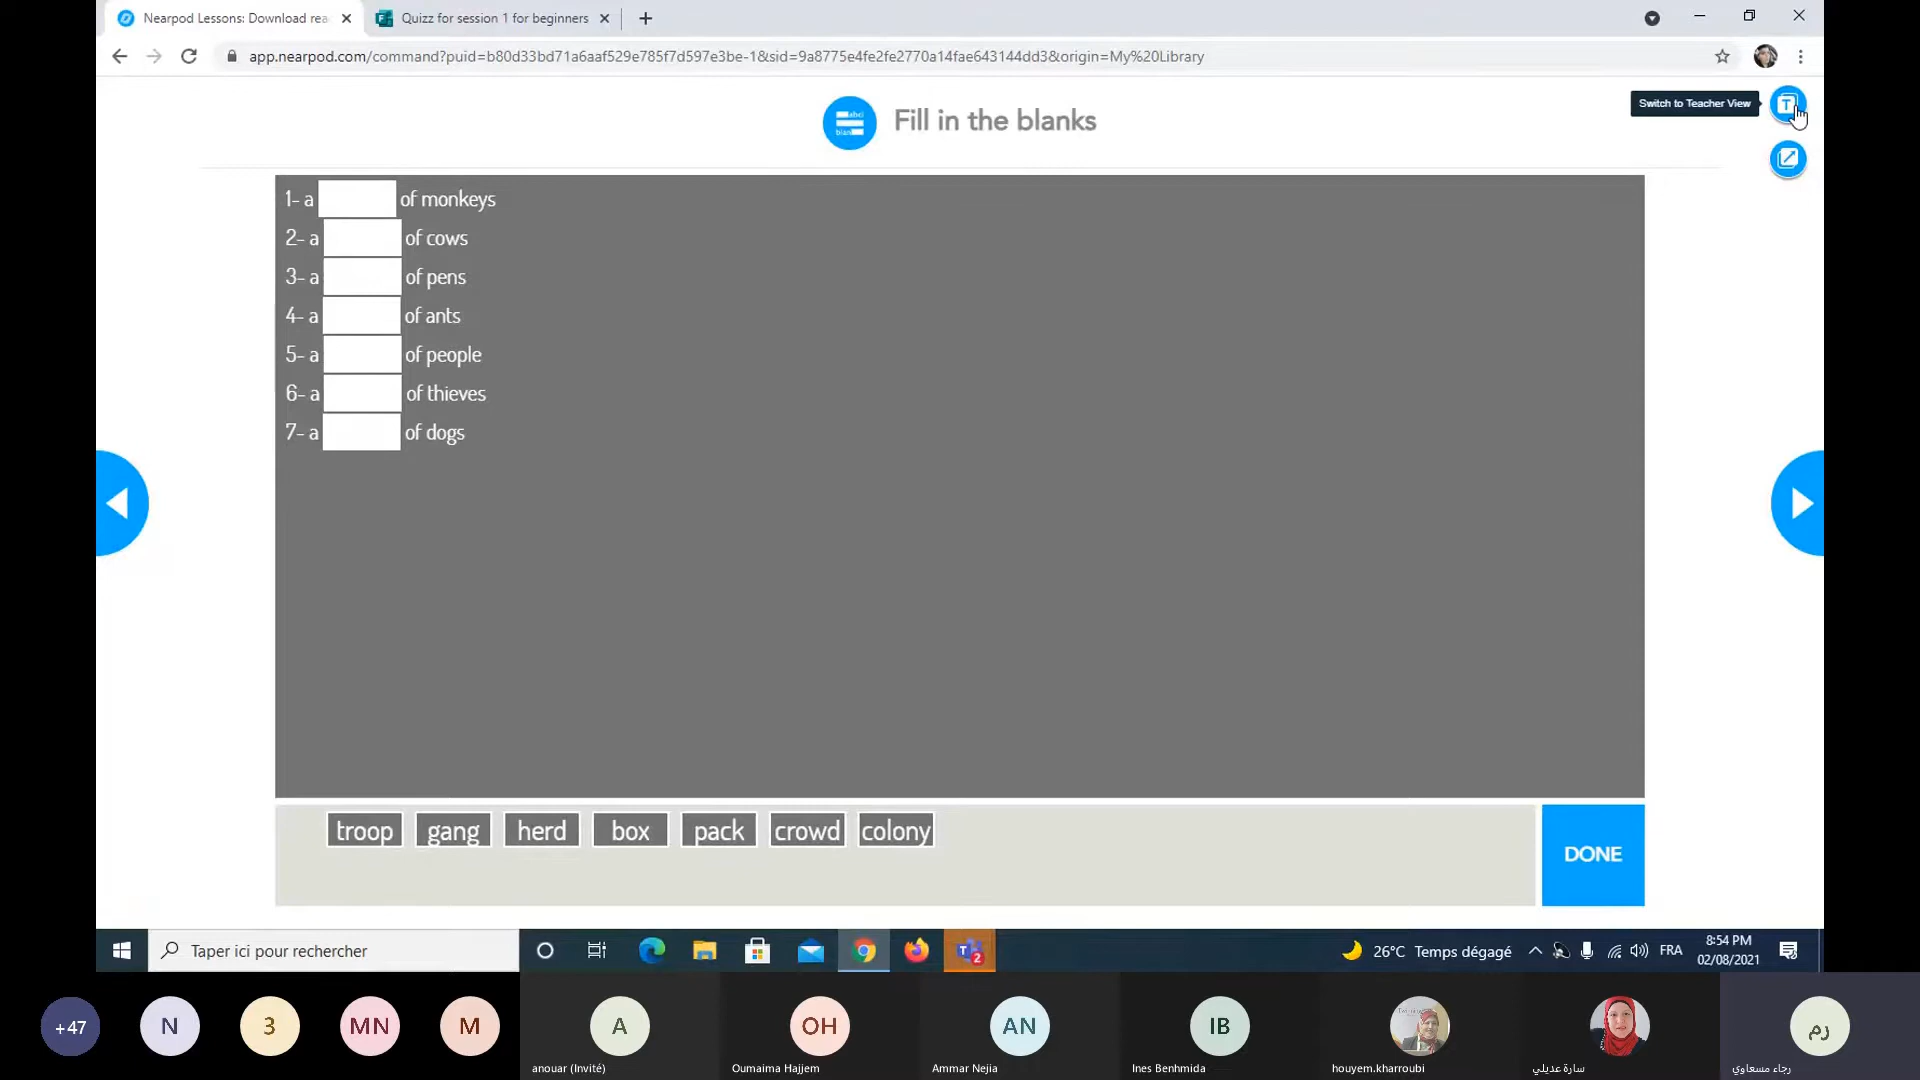 Nearpod Lessons: Download rea
Quizz for session 1 for beginners
app.nearpod.com/command?puid=b80d33bd71a6aaf529e785f7d597e3be-1&sid=9a8775e4fe2fe2770a14fae643144dd3&origin=My%20Library
Switch to Teacher View
T
abcl
blan
Fill in the blanks
1- a of monkeys
2- a of cows
3- a of pens
4- a of ants
5- a of people
6- a of thieves
7- a of dogs
troop gang herd box pack crowd colony
DONE
Taper ici pour rechercher
2
26°C Temps dégagé
FRA
8:54 PM
02/08/2021
+47 N 3 MN M A OH AN IB رم
anouar (Invité) Oumaima Hajjem Ammar Nejia Ines Benhmida houyem.kharroubi سارة عديلي رجاء مسعاوي